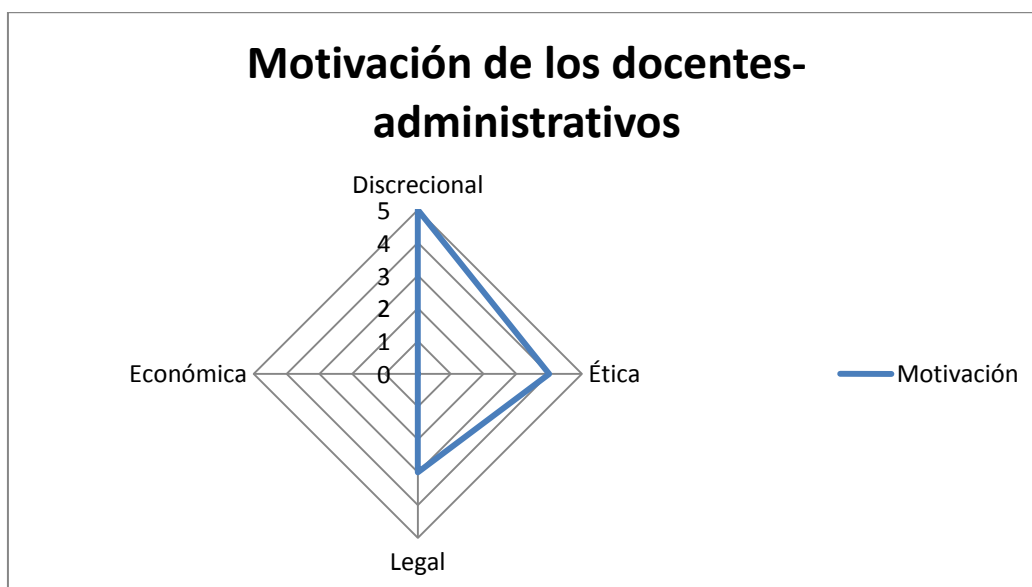 Motivación de los docentes-
administrativos
Discrecional
5
4
3
2
1
0
Económica
Ética
Motivación
Legal